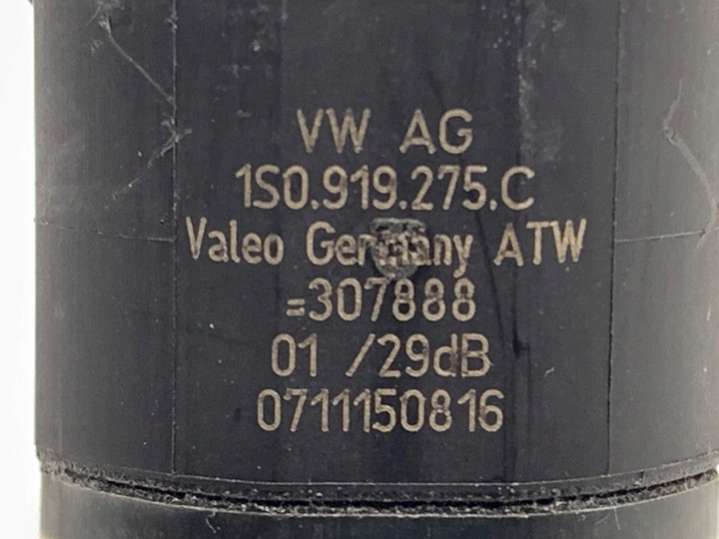 VW AG
1S0.919.275.C
Valeo Germany ATW
=307888
01 /29dB
0711150816